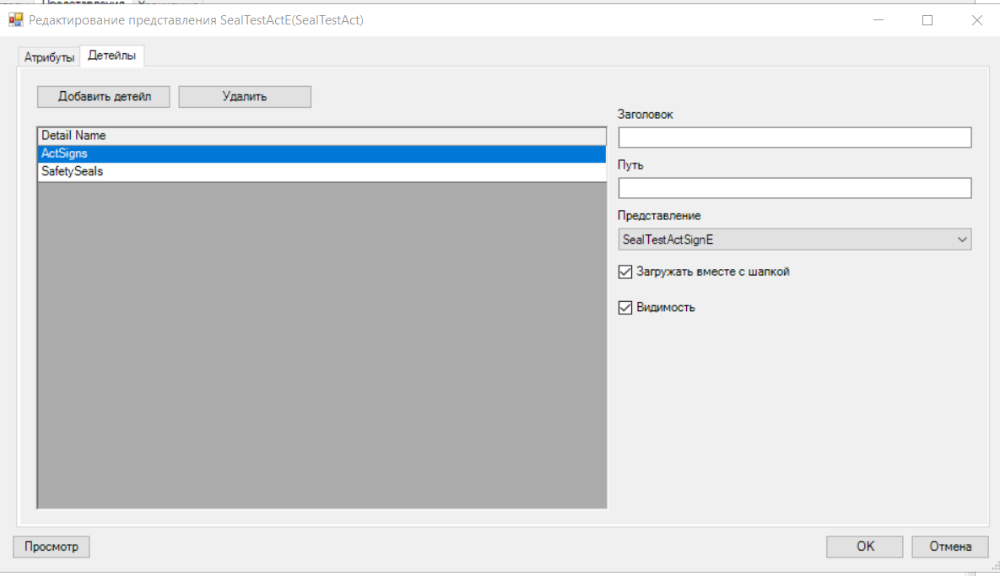 Редактирование представления SealTestActE(SealTestAct)
Атрибуты
Детейлы
Добавить детейл
Удалить
Detail Name
ActSigns
SafetySeals
Заголовок
Путь
Представление
SealTestActSignE
Загружать вместе с шапкой
Видимость
Просмотр
OK
Отмена